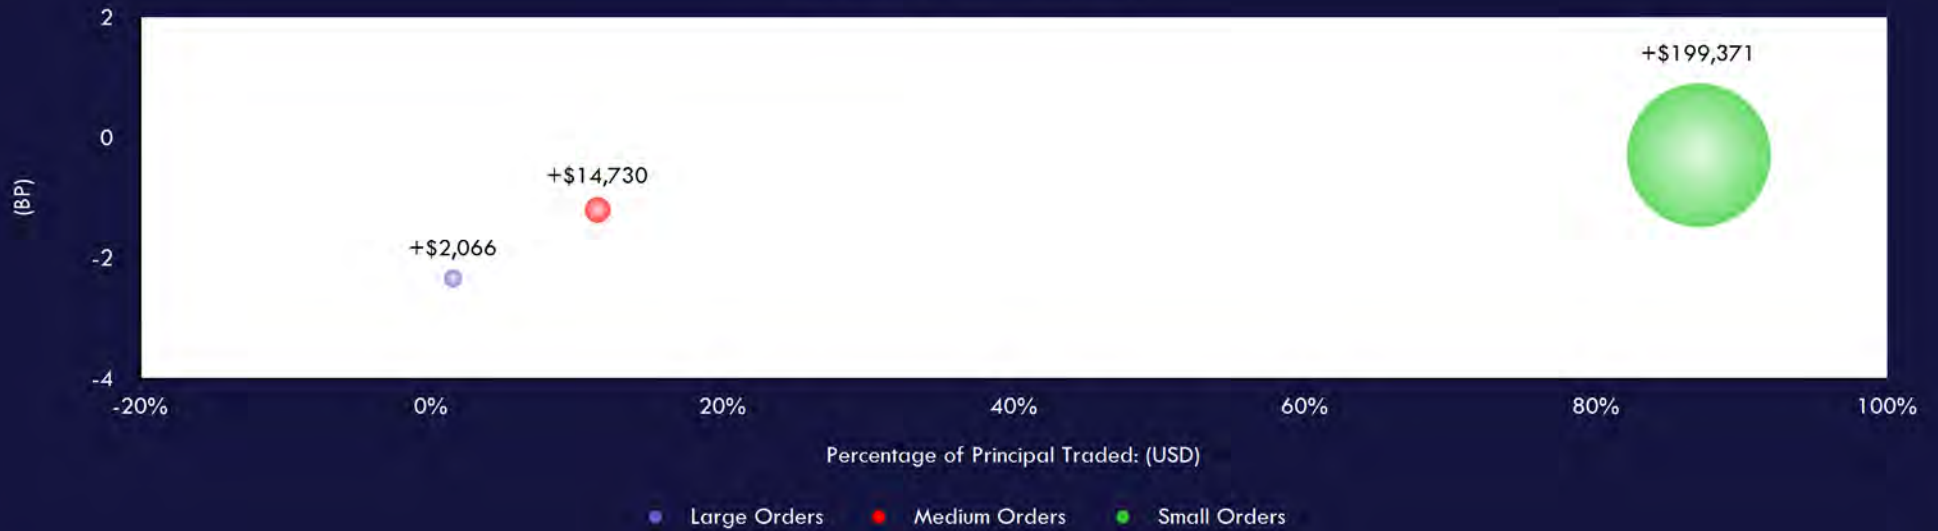 2
+$199,371
0
+$14,730
(BP)
+$2,066
-2
-4
-20% 0% 20% 40% 60% 80% 100%
Percentage of Principal Traded: (USD)
Large Orders Medium Orders Small Orders